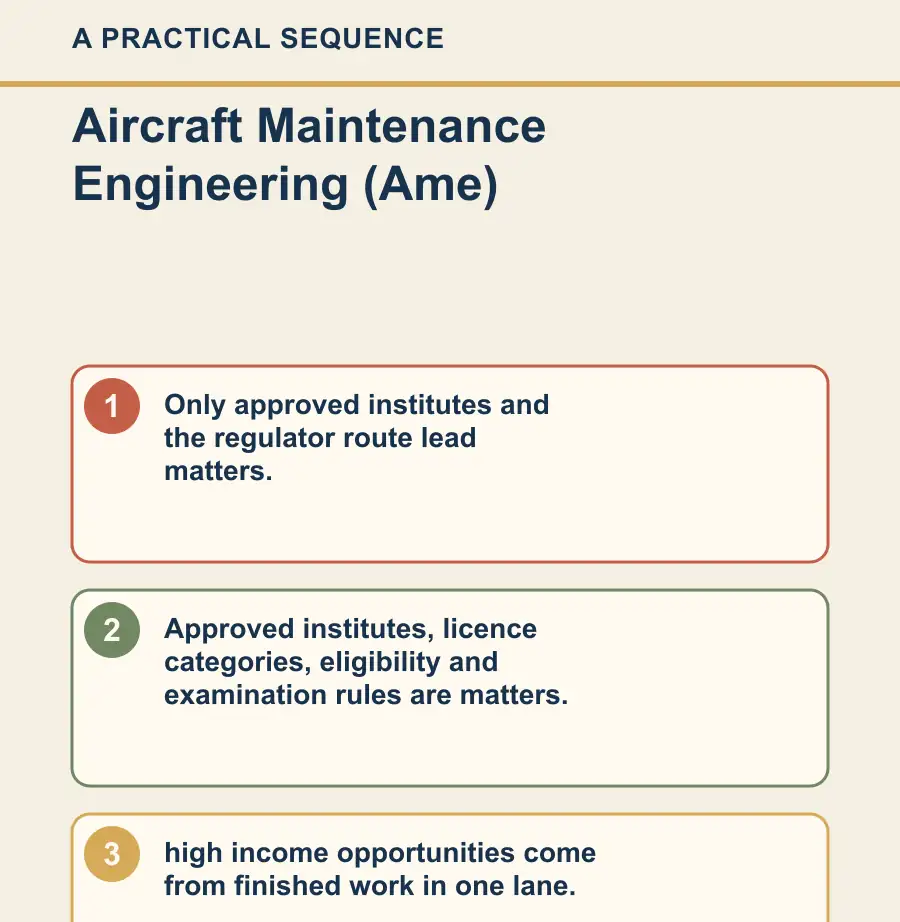 A PRACTICAL SEQUENCE
Aircraft Maintenance
Engineering (Ame)
1
Only approved institutes and
the regulator route lead
matters.
2
Approved institutes, licence
categories, eligibility and
examination rules are matters.
3
high income opportunities come
from finished work in one lane.